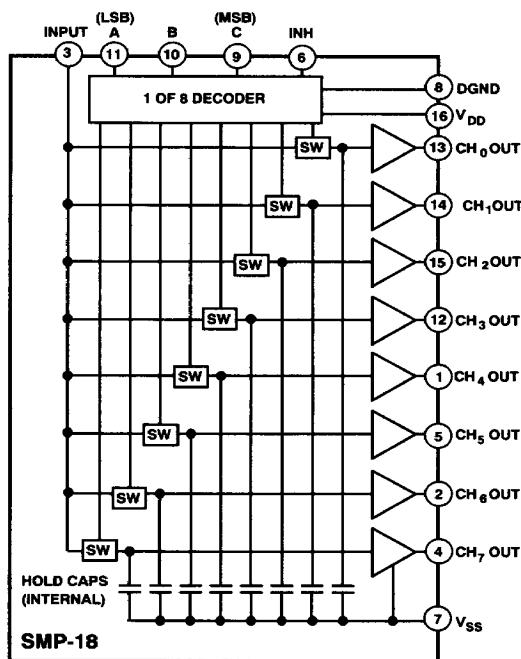 (LSB) (MSB)
INPUT A B C INH
3 11 10 9 6
1 OF 8 DECODER
8 DGND
16 VDD
SW 13 CH0 OUT
SW 14 CH1 OUT
SW 15 CH2 OUT
SW 12 CH3 OUT
SW 1 CH4 OUT
SW 5 CH5 OUT
SW 2 CH6 OUT
SW 4 CH7 OUT
HOLD CAPS
(INTERNAL)
7 VSS
SMP-18